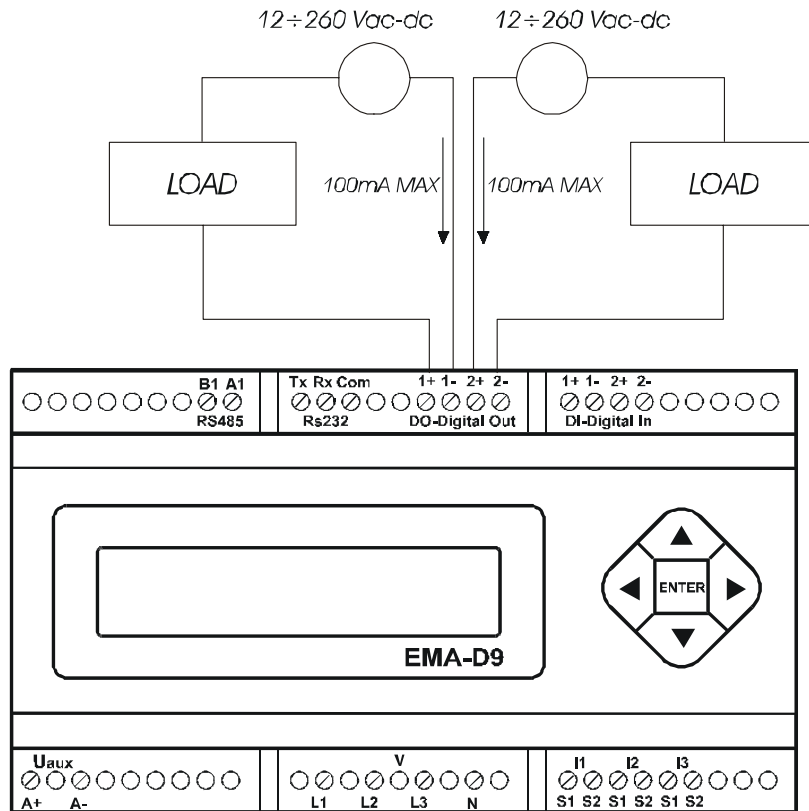 12÷260 Vac-dc 12÷260 Vac-dc
LOAD 100mA MAX 100mA MAX LOAD
B1 A1 Tx Rx Com 1+ 1- 2+ 2- 1+ 1- 2+ 2-
RS485 Rs232 DO-Digital Out DI-Digital In
ENTER
EMA-D9
Uaux V I1 I2 I3
A+ A- L1 L2 L3 N S1 S2 S1 S2 S1 S2